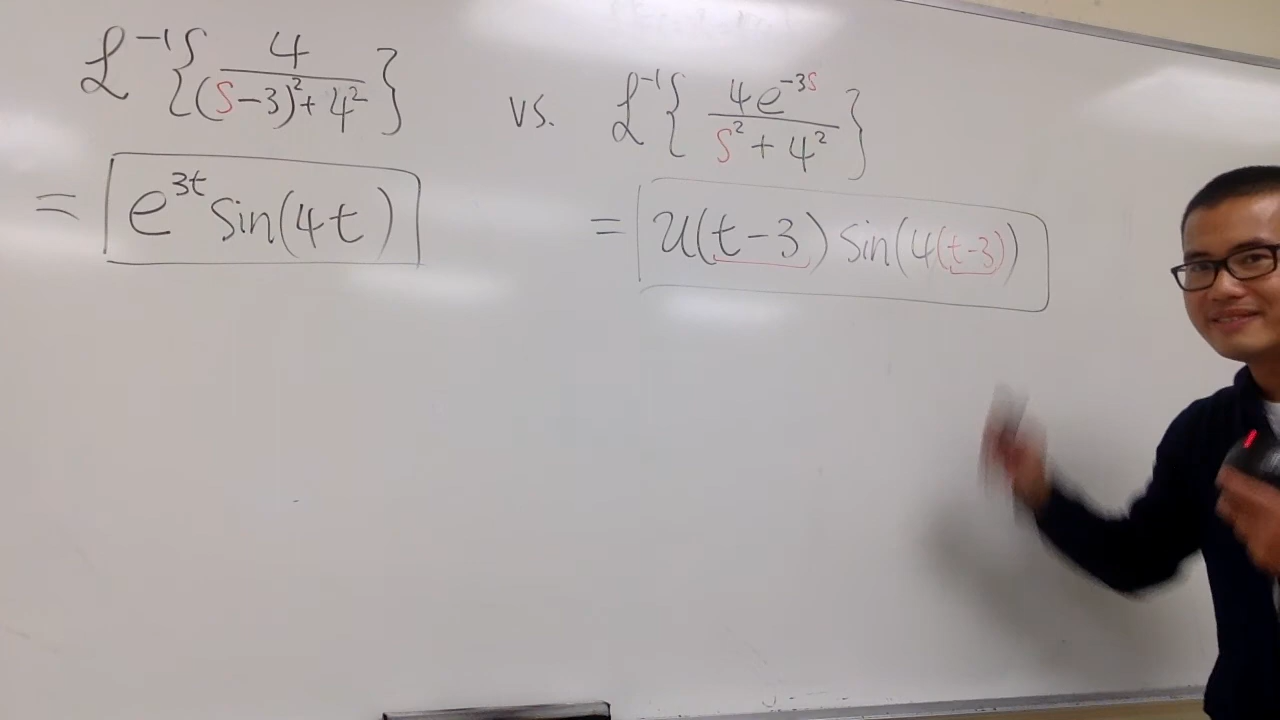 ℒ⁻¹{4/((s-3)²+4²)} vs. ℒ⁻¹{4e⁻³ˢ/(s²+4²)}
= e³ᵗ sin(4t)
= u(t-3) sin(4(t-3))